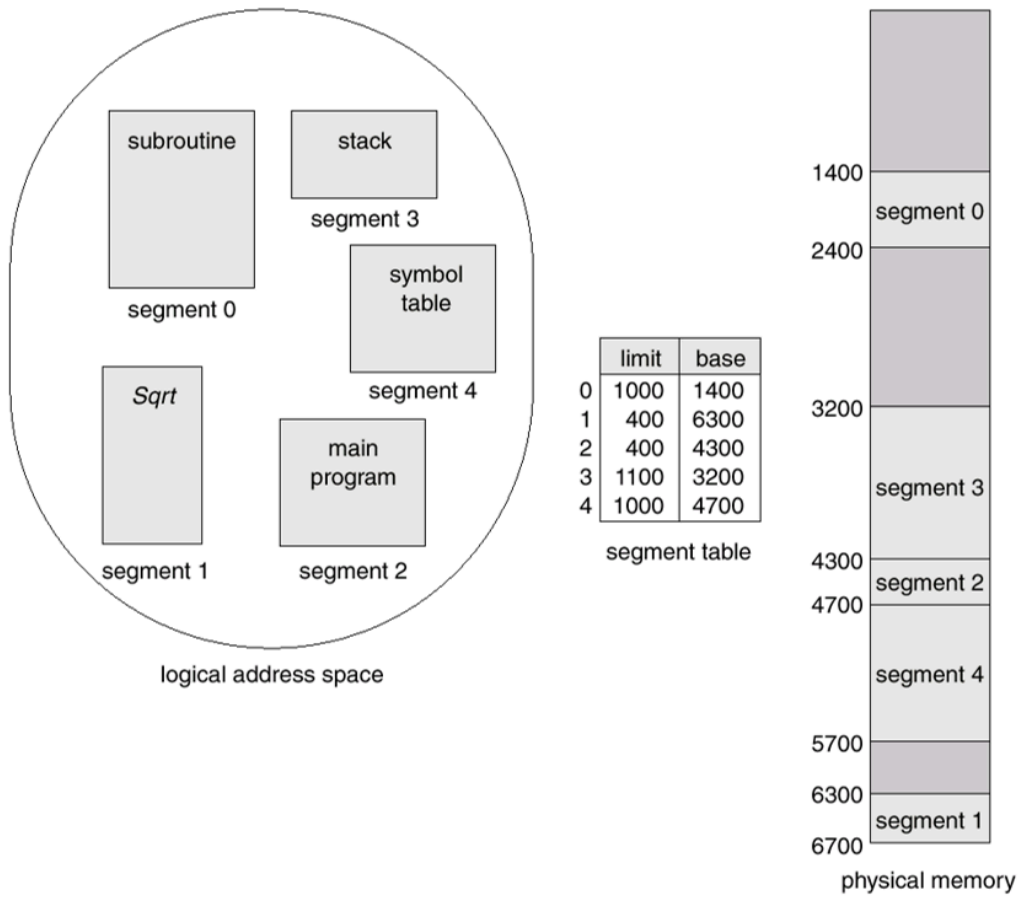 subroutine
segment 0
stack
segment 3
symbol
table
segment 4
Sqrt
segment 1
main
program
segment 2
logical address space
limit base
0 1000 1400
1 400 6300
2 400 4300
3 1100 3200
4 1000 4700
segment table
1400
segment 0
2400
3200
segment 3
4300
segment 2
4700
segment 4
5700
6300
segment 1
6700
physical memory